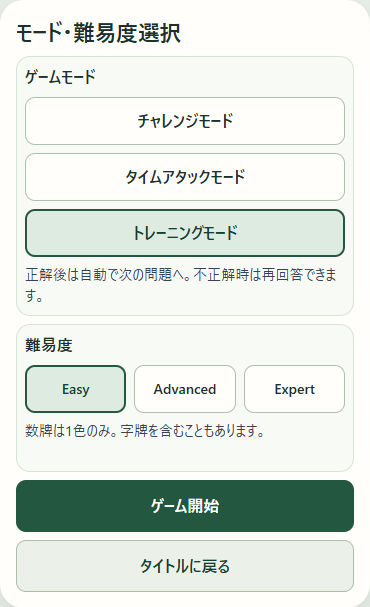 モード・難易度選択
ゲームモード
チャレンジモード
タイムアタックモード
トレーニングモード
正解後は自動で次の問題へ。不正解時は再回答できま
す。
難易度
Easy
Advanced
Expert
数牌は1色のみ。字牌を含むこともあります。
ゲーム開始
タイトルに戻る